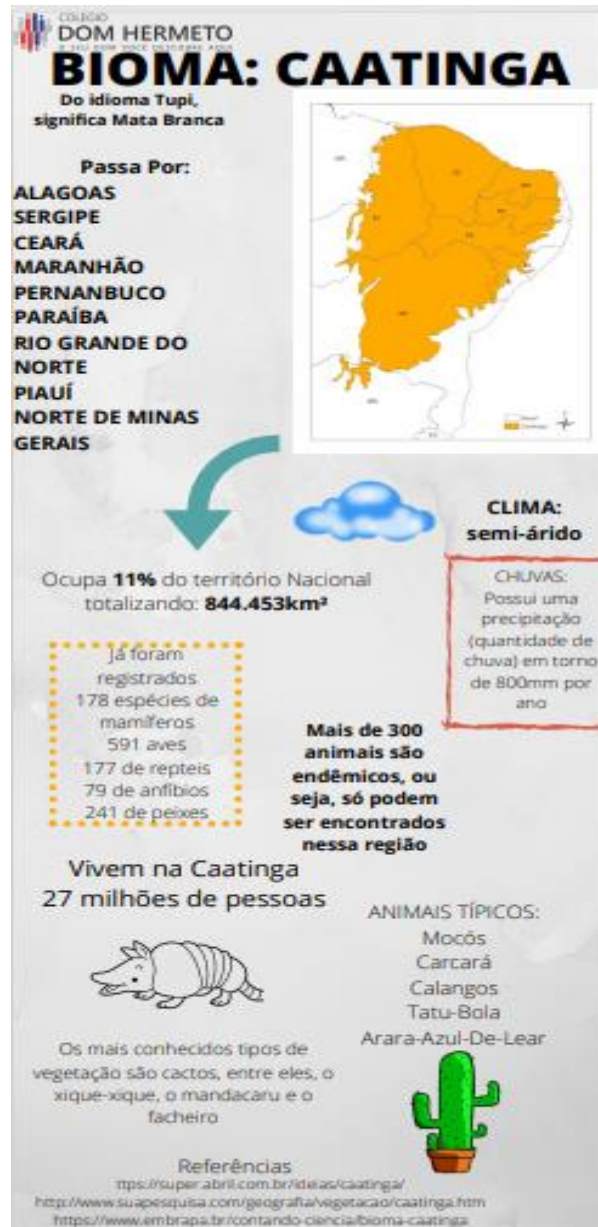 COLÉGIO
DOM HERMETO
BIOMA: CAATINGA
Do idioma Tupi,
significa Mata Branca
Passa Por:
ALAGOAS
SERGIPE
CEARÁ
MARANHÃO
PERNANBUCO
PARAÍBA
RIO GRANDE DO
NORTE
PIAUÍ
NORTE DE MINAS
GERAIS
CLIMA:
semi-árido
Ocupa 11% do território Nacional
totalizando: 844.453km²
CHUVAS:
Possui uma
precipitação
(quantidade de
chuva) em torno
de 800mm por
ano
Já foram
registrados
178 espécies de
mamíferos
591 aves
177 de repteis
79 de anfíbios
241 de peixes
Mais de 300
animais são
endêmicos, ou
seja, só podem
ser encontrados
nessa região
Vivem na Caatinga
27 milhões de pessoas
ANIMAIS TÍPICOS:
Mocós
Carcará
Calangos
Tatu-Bola
Arara-Azul-De-Lear
Os mais conhecidos tipos de
vegetação são cactos, entre eles, o
xique-xique, o mandacaru e o
facheiro
Referências
ttps://super.abril.com.br/ideias/caatinga/
http://www.suapesquisa.com/geografia/vegetacao/caatinga.htm
https://www.embrapa.br/contando-ciencia/bioma-caatinga